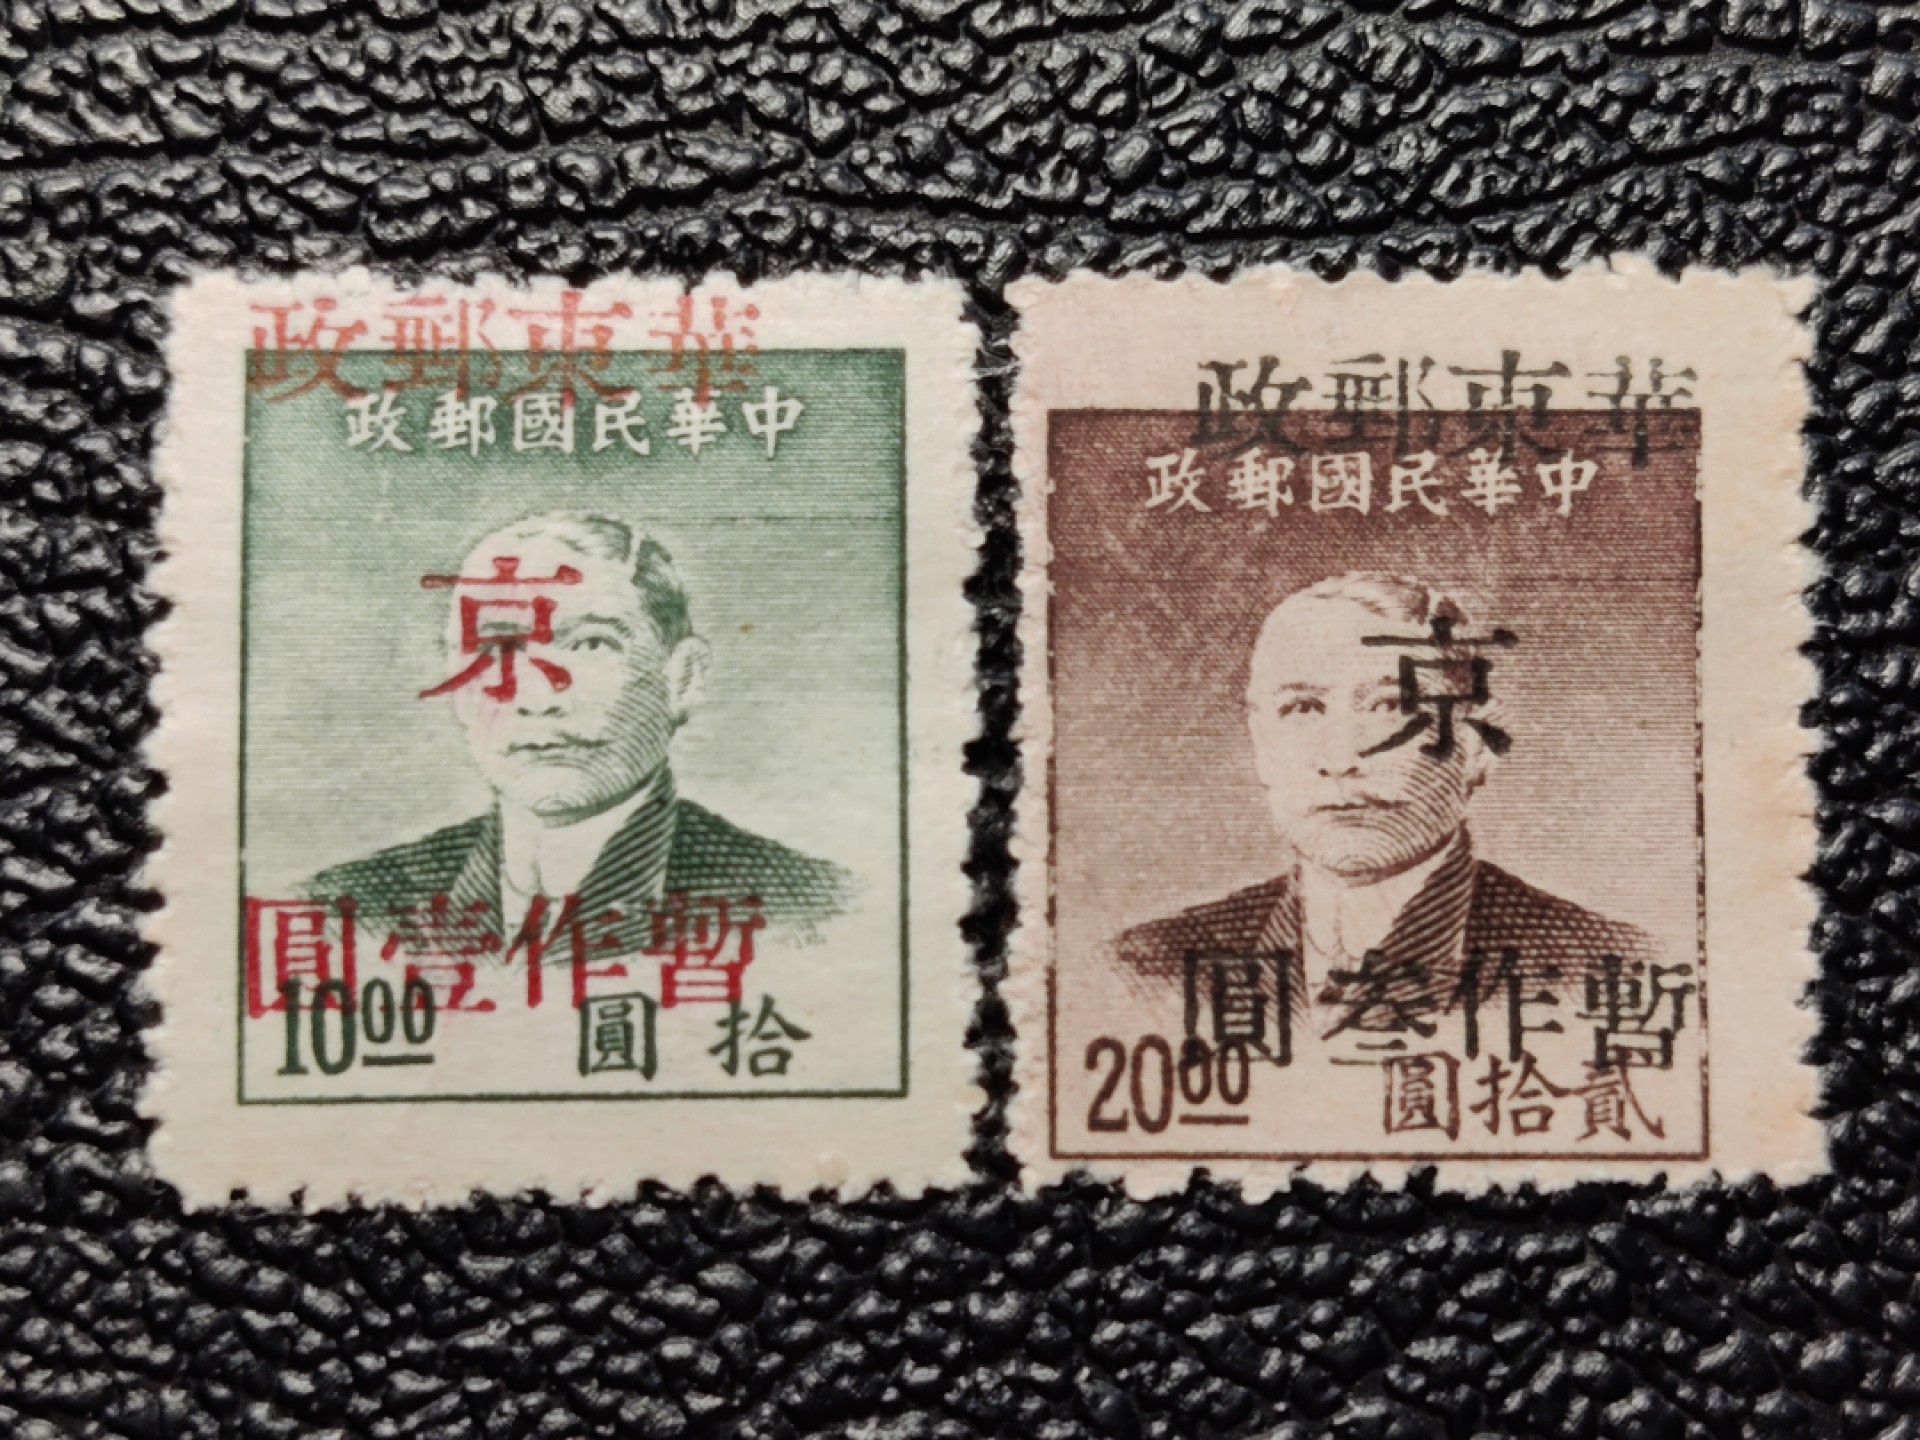 華東郵政
中華民國郵政
京
暫作壹圓
10 00
拾圓
華東郵政
中華民國郵政
京
暫作叁圓
20 00
貳拾圓